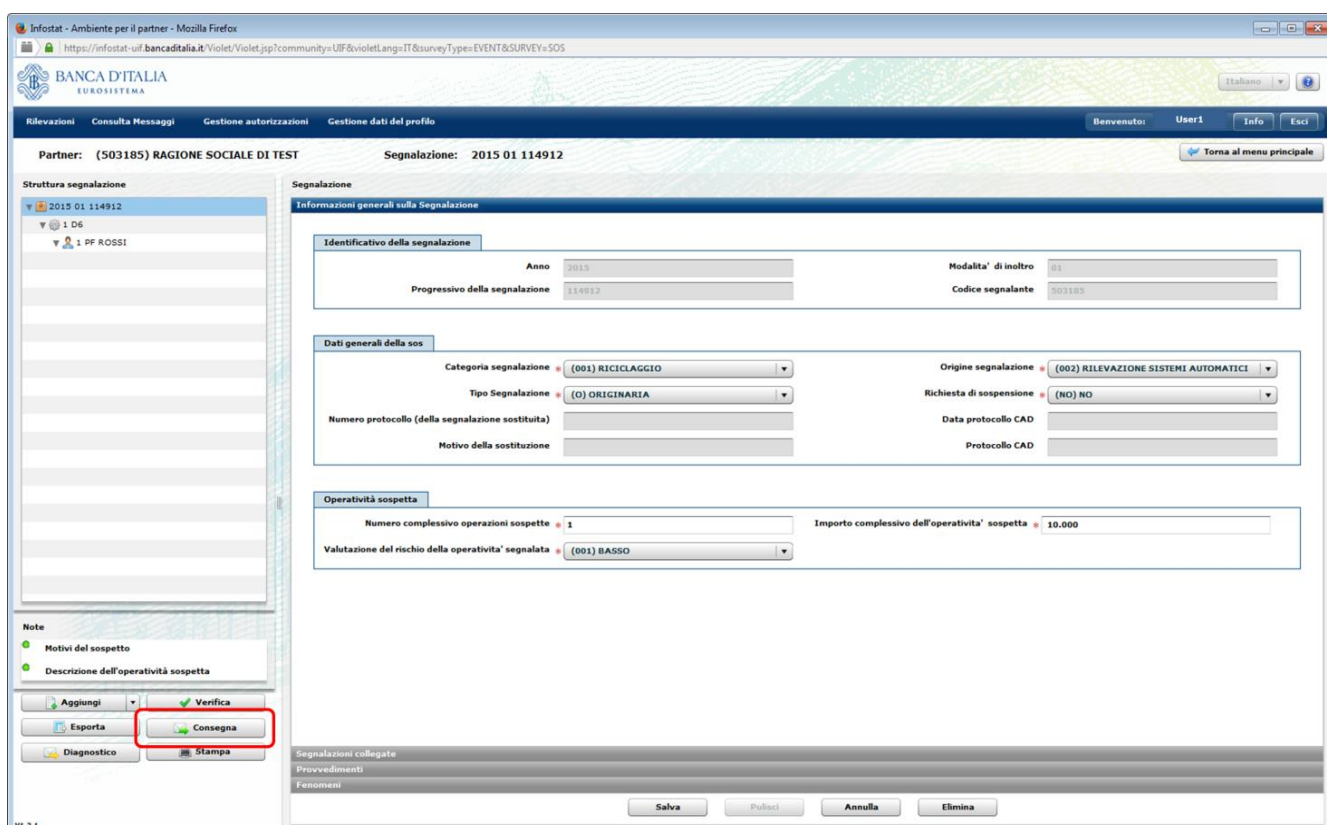 Infostat - Ambiente per il partner - Mozilla Firefox
https://infostat-uif.bancaditalia.it/Violet/Violet.jsp?community=UIF&violetLang=IT&surveyType=EVENT&SURVEY=SOS
BANCA D'ITALIA
EUROSISTEMA
Italiano
Rilevazioni Consulta Messaggi Gestione autorizzazioni Gestione dati del profilo Benvenuto: User1 Info Esci
Partner: (503185) RAGIONE SOCIALE DI TEST Segnalazione: 2015 01 114912 Torna al menu principale
Struttura segnalazione
2015 01 114912
1 D6
1 PF ROSSI
Note
Motivi del sospetto
Descrizione dell'operatività sospetta
Aggiungi Verifica
Esporta Consegna
Diagnostico Stampa
Segnalazione
Informazioni generali sulla Segnalazione
Identificativo della segnalazione
Anno 2015 Modalita' di inoltro 01
Progressivo della segnalazione 114912 Codice segnalante 503185
Dati generali della sos
Categoria segnalazione * (001) RICICLAGGIO Origine segnalazione * (002) RILEVAZIONE SISTEMI AUTOMATICI
Tipo Segnalazione * (O) ORIGINARIA Richiesta di sospensione * (NO) NO
Numero protocollo (della segnalazione sostituita) Data protocollo CAD
Motivo della sostituzione Protocollo CAD
Operatività sospetta
Numero complessivo operazioni sospette * 1 Importo complessivo dell'operativita' sospetta * 10.000
Valutazione del rischio della operativita' segnalata * (001) BASSO
Segnalazioni collegate
Provvedimenti
Fenomeni
Salva Pulisci Annulla Elimina